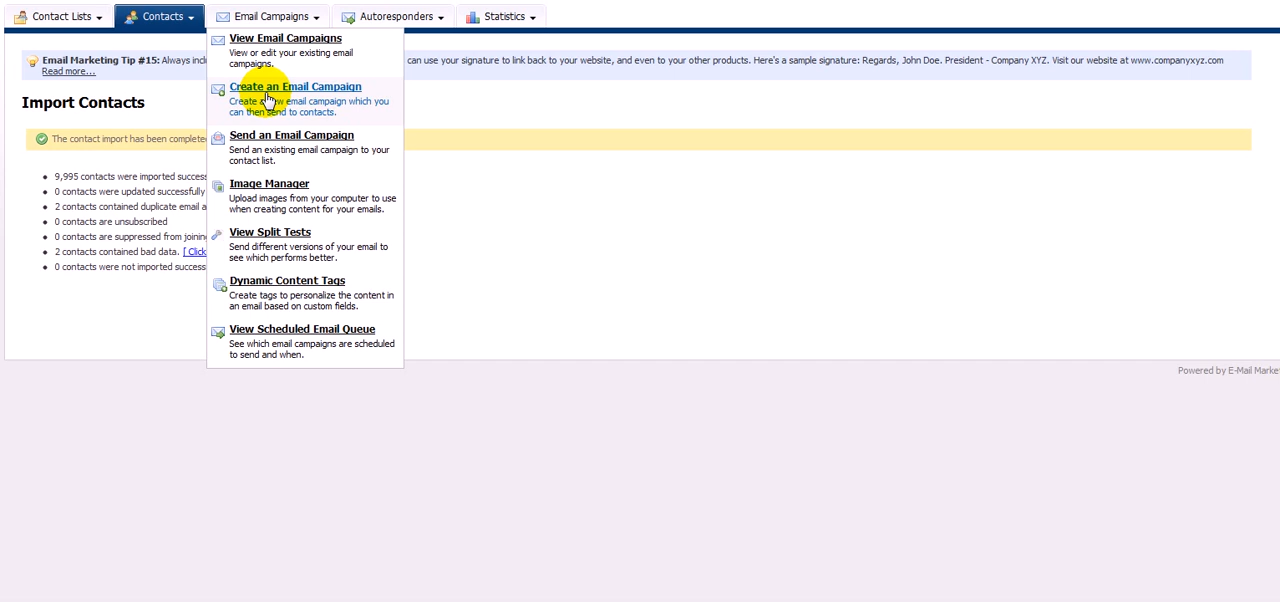 Contact Lists
Contacts
Email Campaigns
Autoresponders
Statistics
Email Marketing Tip #15: Always inclu
can use your signature to link back to your website, and even to your other products. Here's a sample signature: Regards, John Doe. President - Company XYZ. Visit our website at www.companyxyz.com
Read more...
Import Contacts
The contact import has been complete
9,995 contacts were imported success
0 contacts were updated successfully
2 contacts contained duplicate email a
0 contacts are unsubscribed
0 contacts are suppressed from joining
2 contacts contained bad data. [ Click
0 contacts were not imported success
View Email Campaigns
View or edit your existing email
campaigns.
Create an Email Campaign
Create a new email campaign which you
can then send to contacts.
Send an Email Campaign
Send an existing email campaign to your
contact list.
Image Manager
Upload images from your computer to use
when creating content for your emails.
View Split Tests
Send different versions of your email to
see which performs better.
Dynamic Content Tags
Create tags to personalize the content in
an email based on custom fields.
View Scheduled Email Queue
See which email campaigns are scheduled
to send and when.
Powered by E-Mail Marke